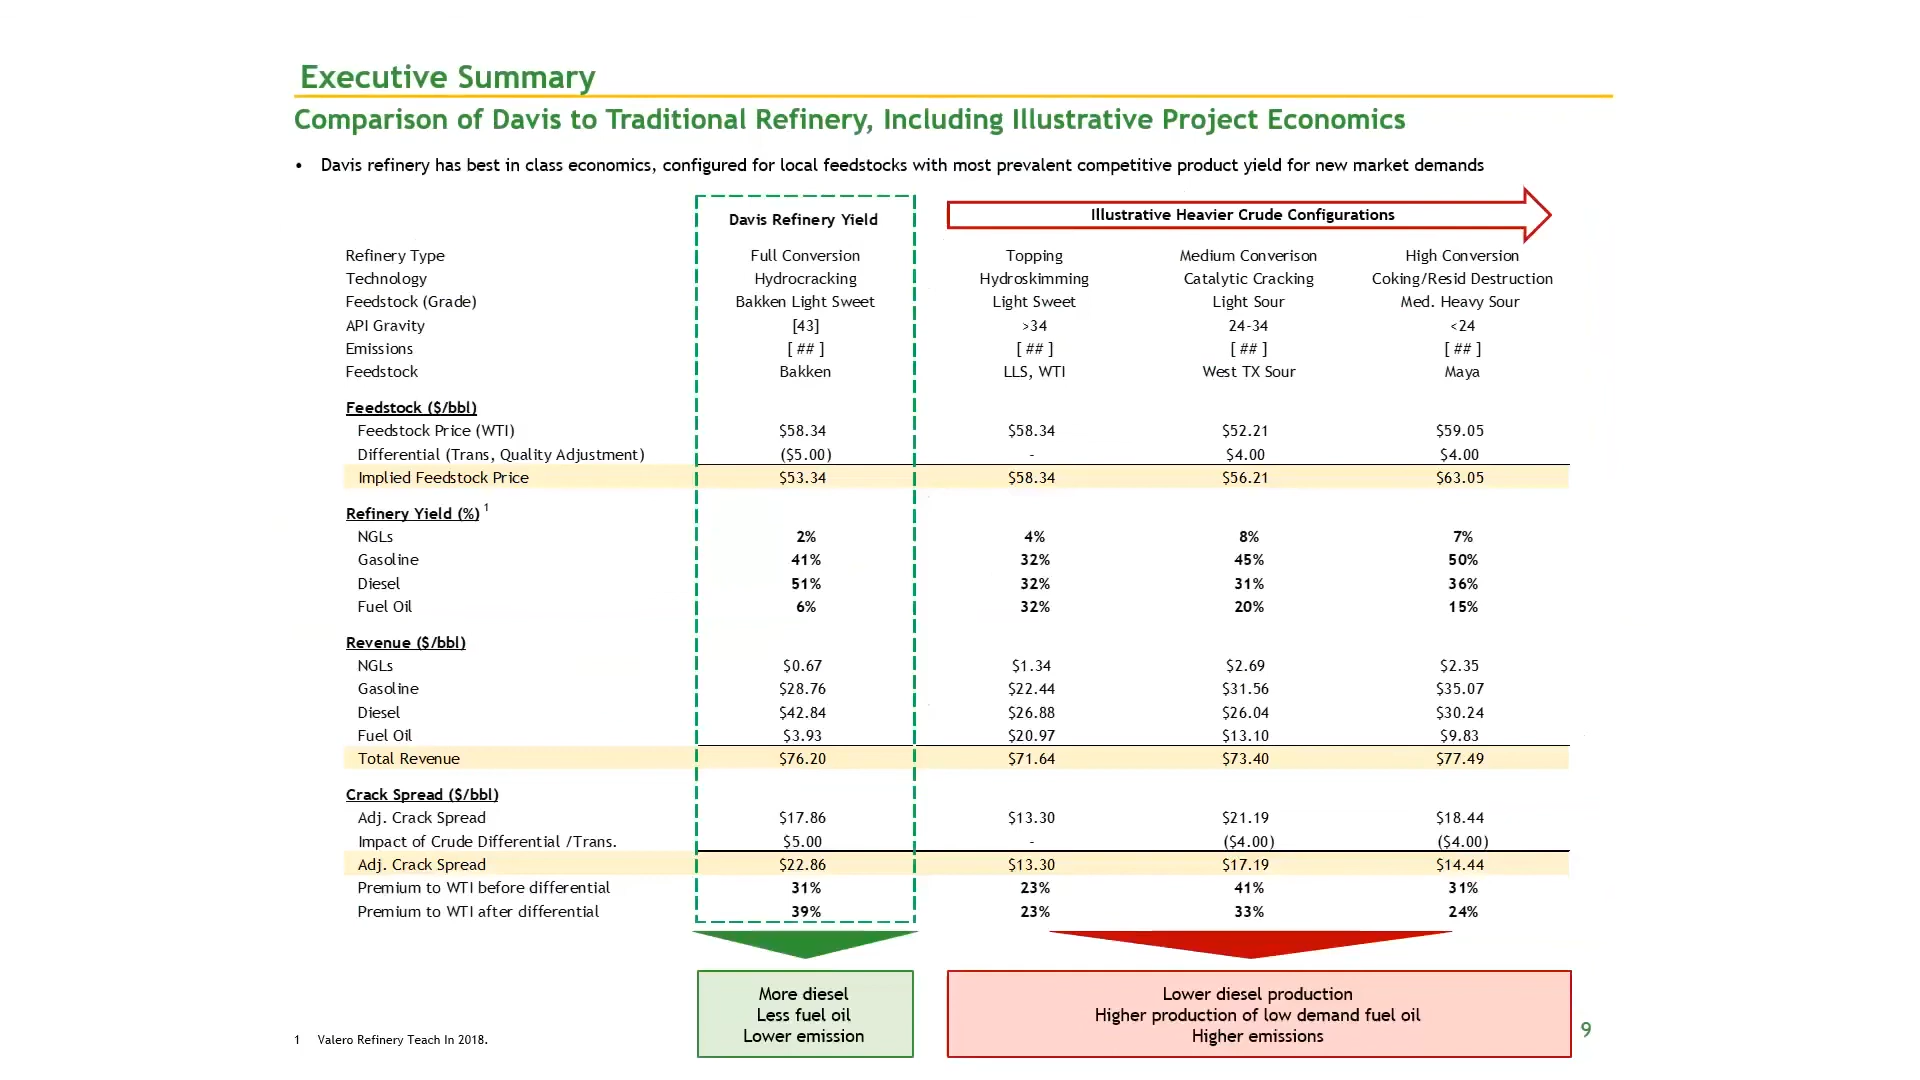 Executive Summary
Comparison of Davis to Traditional Refinery, Including Illustrative Project Economics
• Davis refinery has best in class economics, configured for local feedstocks with most prevalent competitive product yield for new market demands
Davis Refinery Yield Illustrative Heavier Crude Configurations
Refinery Type Full Conversion Topping Medium Converison High Conversion
Technology Hydrocracking Hydroskimming Catalytic Cracking Coking/Resid Destruction
Feedstock (Grade) Bakken Light Sweet Light Sweet Light Sour Med. Heavy Sour
API Gravity [43] >34 24-34 <24
Emissions [ ## ] [ ## ] [ ## ] [ ## ]
Feedstock Bakken LLS, WTI West TX Sour Maya
Feedstock ($/bbl)
Feedstock Price (WTI) $58.34 $58.34 $52.21 $59.05
Differential (Trans, Quality Adjustment) ($5.00) - $4.00 $4.00
Implied Feedstock Price $53.34 $58.34 $56.21 $63.05
Refinery Yield (%) 1
NGLs 2% 4% 8% 7%
Gasoline 41% 32% 45% 50%
Diesel 51% 32% 31% 36%
Fuel Oil 6% 32% 20% 15%
Revenue ($/bbl)
NGLs $0.67 $1.34 $2.69 $2.35
Gasoline $28.76 $22.44 $31.56 $35.07
Diesel $42.84 $26.88 $26.04 $30.24
Fuel Oil $3.93 $20.97 $13.10 $9.83
Total Revenue $76.20 $71.64 $73.40 $77.49
Crack Spread ($/bbl)
Adj. Crack Spread $17.86 $13.30 $21.19 $18.44
Impact of Crude Differential /Trans. $5.00 - ($4.00) ($4.00)
Adj. Crack Spread $22.86 $13.30 $17.19 $14.44
Premium to WTI before differential 31% 23% 41% 31%
Premium to WTI after differential 39% 23% 33% 24%
More diesel
Less fuel oil
Lower emission
Lower diesel production
Higher production of low demand fuel oil
Higher emissions
1 Valero Refinery Teach In 2018.
9